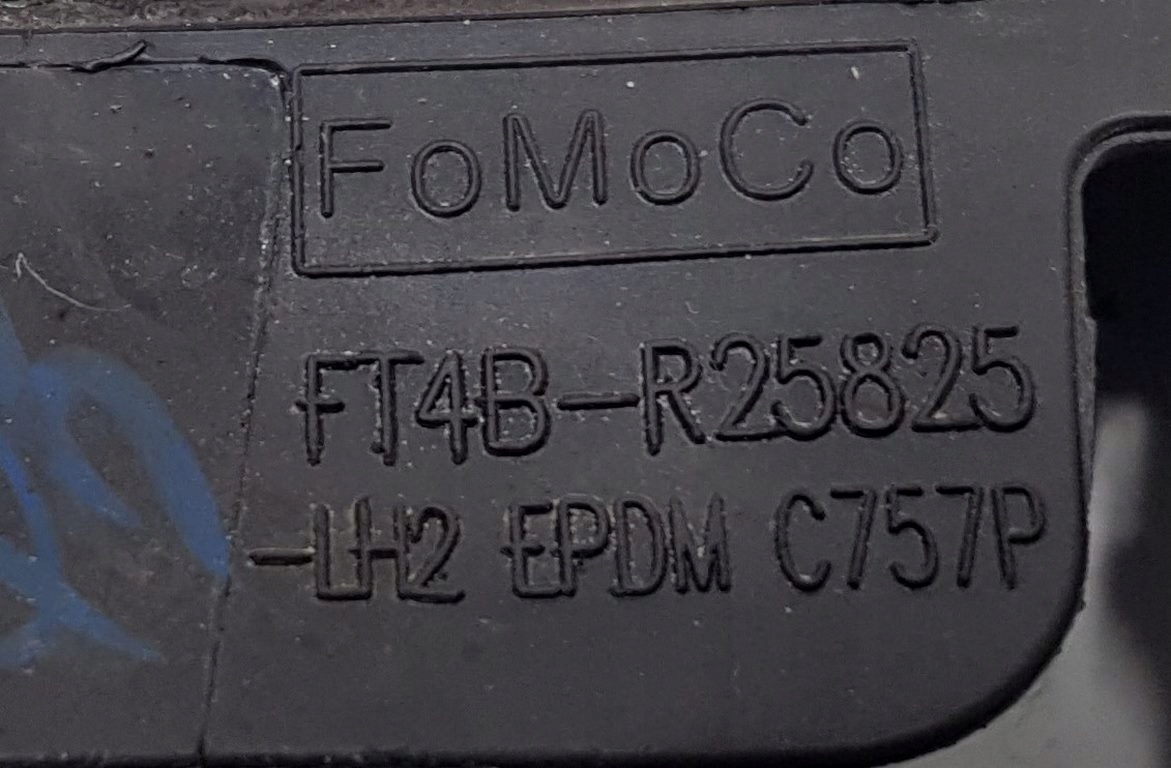 FoMoCo
FT4B-R25825
-LH2 EPDM C757P